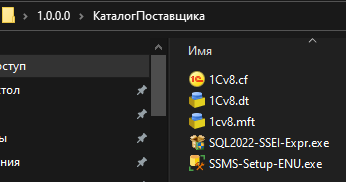 1.0.0.0 > КаталогПоставщика
Имя
оступ
1Cv8.cf
тол
1Cv8.dt
1cv8.mft
ы
SQL2022-SSEI-Expr.exe
ния
SSMS-Setup-ENU.exe